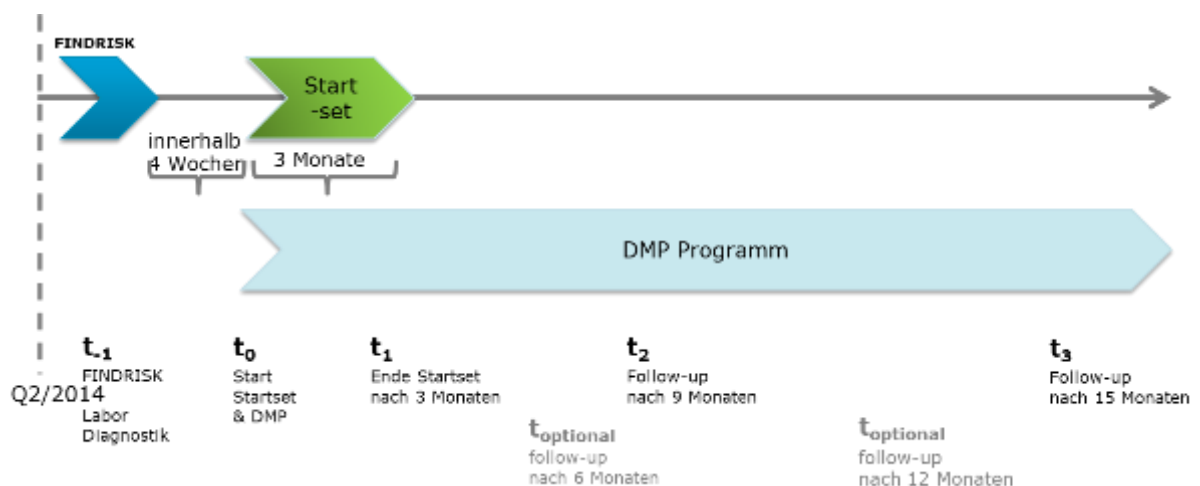 FINDRISK
Start
-set
innerhalb
4 Wochen
3 Monate
DMP Programm
t-1
FINDRISK
Labor
Diagnostik
Q2/2014
t0
Start
Startset
& DMP
t1
Ende Startset
nach 3 Monaten
t2
Follow-up
nach 9 Monaten
t3
Follow-up
nach 15 Monaten
toptional
follow-up
nach 6 Monaten
toptional
follow-up
nach 12 Monaten